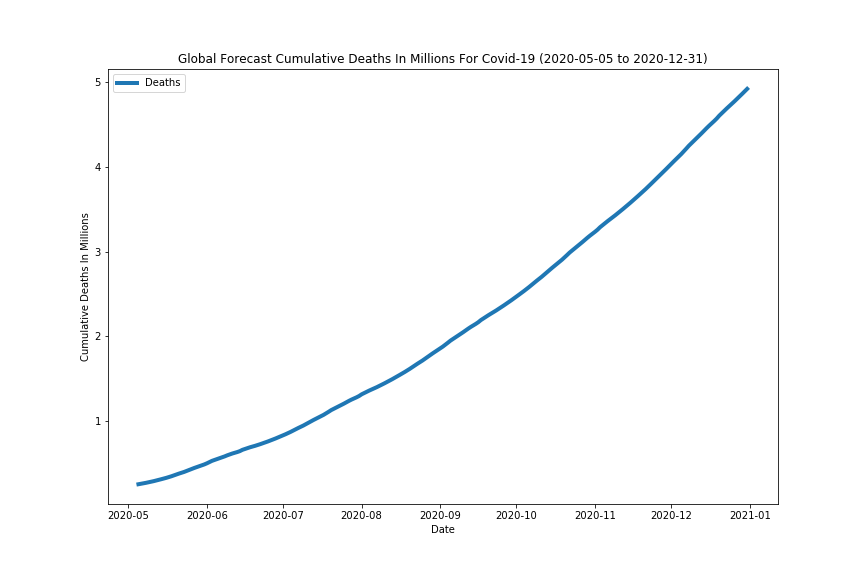 Global Forecast Cumulative Deaths In Millions For Covid-19 (2020-05-05 to 2020-12-31)
Deaths
Cumulative Deaths In Millions
5
4
3
2
1
2020-05 2020-06 2020-07 2020-08 2020-09 2020-10 2020-11 2020-12 2021-01
Date